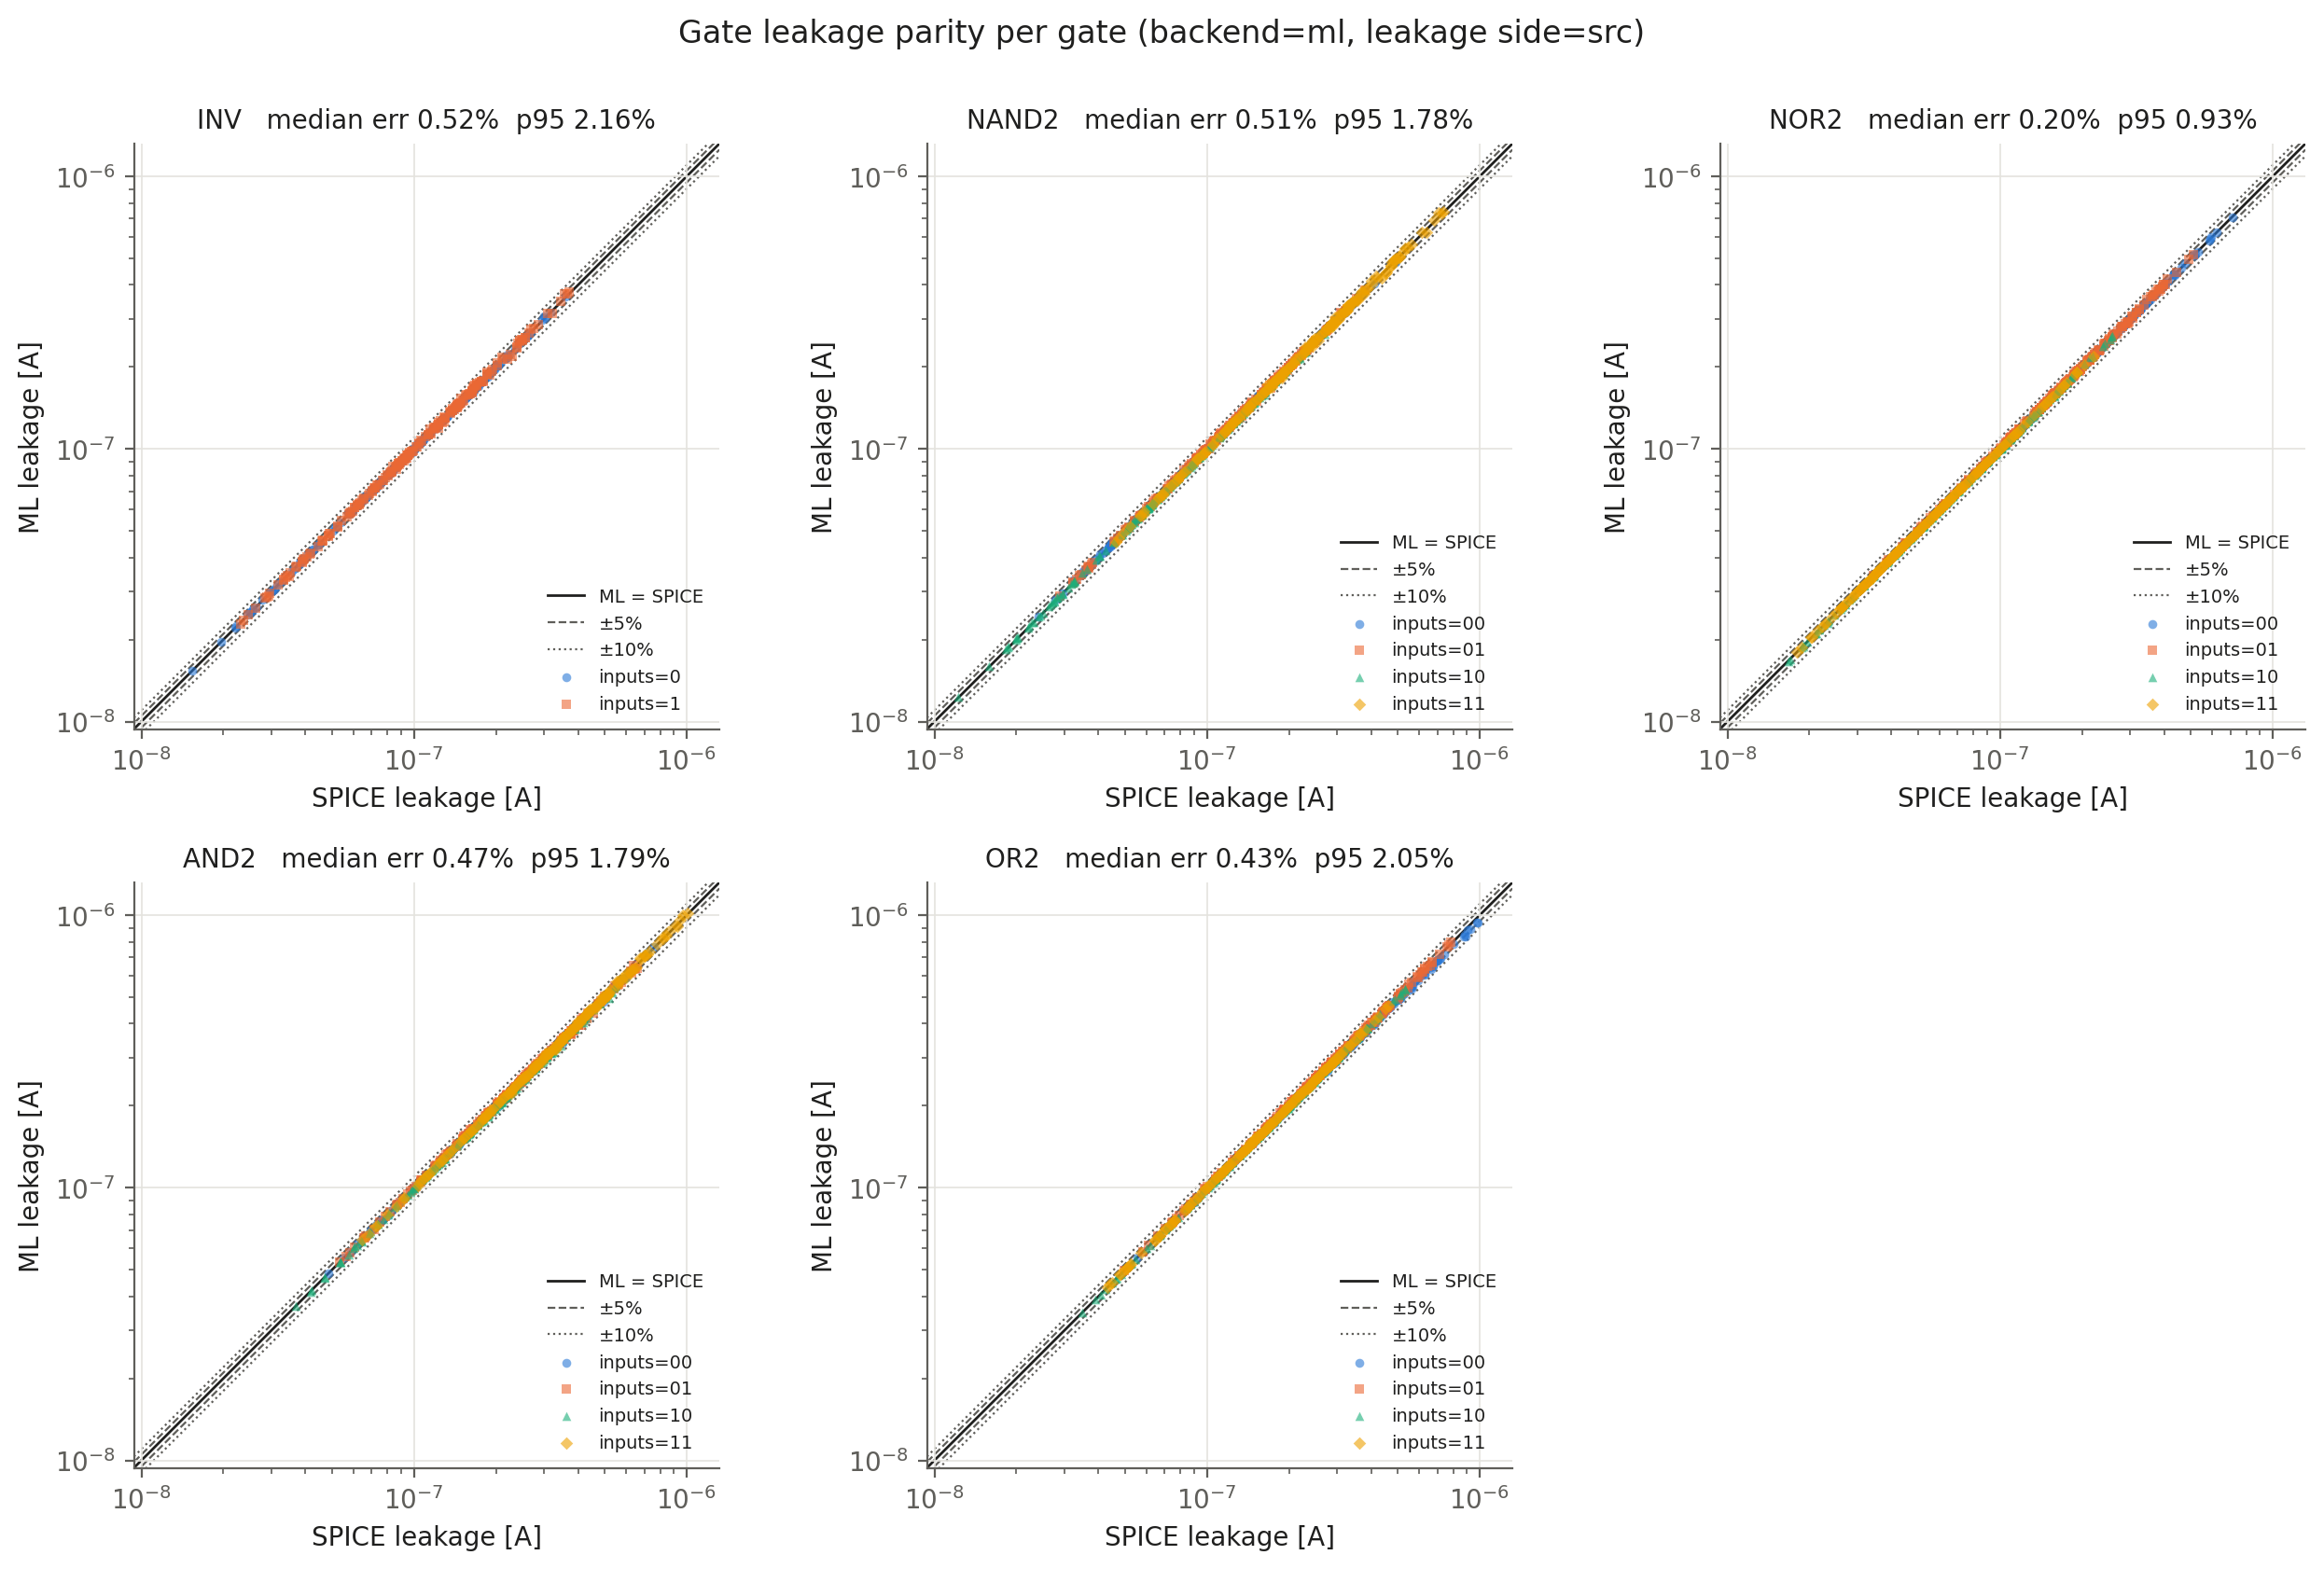 Gate leakage parity per gate (backend=ml, leakage side=src)
INV   median err 0.52%  p95 2.16%
ML leakage [A]
10⁻⁶
10⁻⁷
10⁻⁸
ML = SPICE
±5%
±10%
inputs=0
inputs=1
10⁻⁸ 10⁻⁷ 10⁻⁶
SPICE leakage [A]
NAND2   median err 0.51%  p95 1.78%
ML leakage [A]
10⁻⁶
10⁻⁷
10⁻⁸
ML = SPICE
±5%
±10%
inputs=00
inputs=01
inputs=10
inputs=11
10⁻⁸ 10⁻⁷ 10⁻⁶
SPICE leakage [A]
NOR2   median err 0.20%  p95 0.93%
ML leakage [A]
10⁻⁶
10⁻⁷
10⁻⁸
ML = SPICE
±5%
±10%
inputs=00
inputs=01
inputs=10
inputs=11
10⁻⁸ 10⁻⁷ 10⁻⁶
SPICE leakage [A]
AND2   median err 0.47%  p95 1.79%
ML leakage [A]
10⁻⁶
10⁻⁷
10⁻⁸
ML = SPICE
±5%
±10%
inputs=00
inputs=01
inputs=10
inputs=11
10⁻⁸ 10⁻⁷ 10⁻⁶
SPICE leakage [A]
OR2   median err 0.43%  p95 2.05%
ML leakage [A]
10⁻⁶
10⁻⁷
10⁻⁸
ML = SPICE
±5%
±10%
inputs=00
inputs=01
inputs=10
inputs=11
10⁻⁸ 10⁻⁷ 10⁻⁶
SPICE leakage [A]